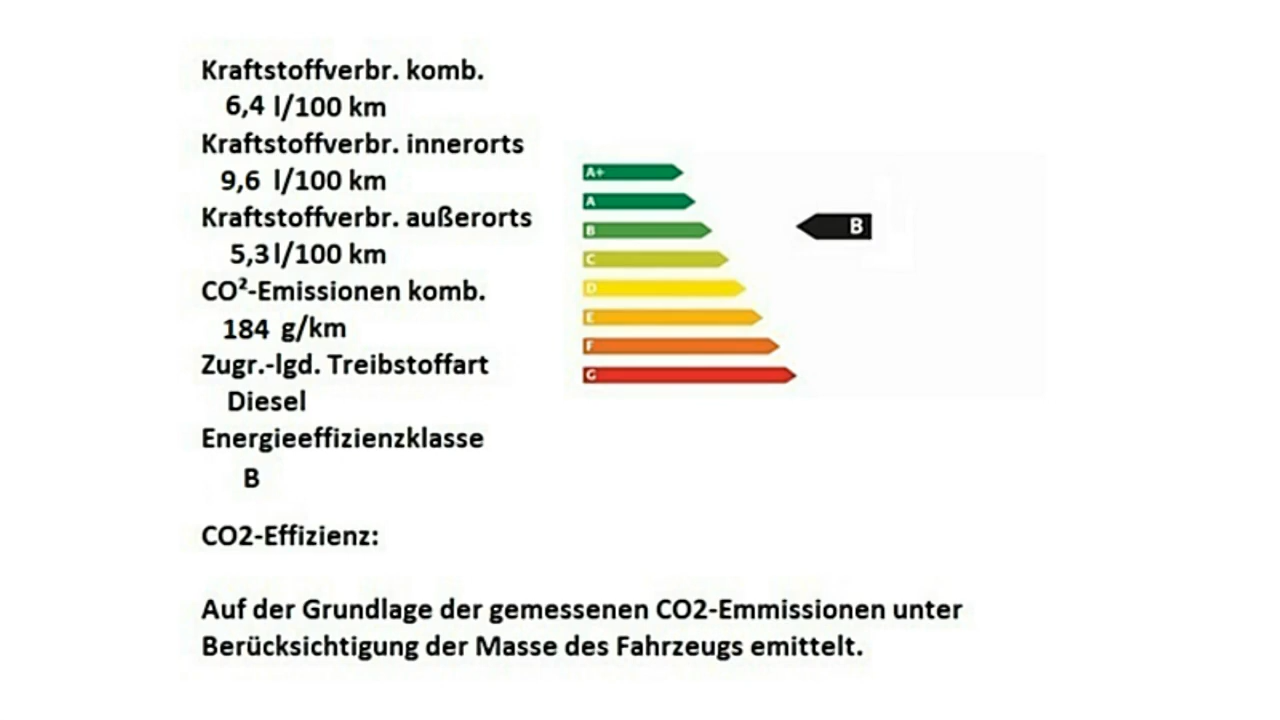 Kraftstoffverbr. komb.
6,4 l/100 km
Kraftstoffverbr. innerorts
9,6 l/100 km
Kraftstoffverbr. außerorts
5,3 l/100 km
CO²-Emissionen komb.
184 g/km
Zugr.-lgd. Treibstoffart
Diesel
Energieeffizienzklasse
B
A+
A
B
C
D
E
F
G
B
CO2-Effizienz:
Auf der Grundlage der gemessenen CO2-Emmissionen unter
Berücksichtigung der Masse des Fahrzeugs emittelt.